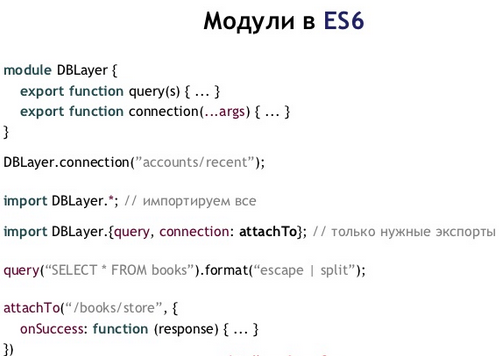 Модули в ES6
module DBLayer {
export function query(s) { ... }
export function connection(...args) { ... }
}
DBLayer.connection(”accounts/recent”);
import DBLayer.*; // импортируем все
import DBLayer.{query, connection: attachTo}; // только нужные экспорты
query(“SELECT * FROM books”).format(“escape | split”);
attachTo(“/books/store”, {
onSuccess: function (response) { ... }
})